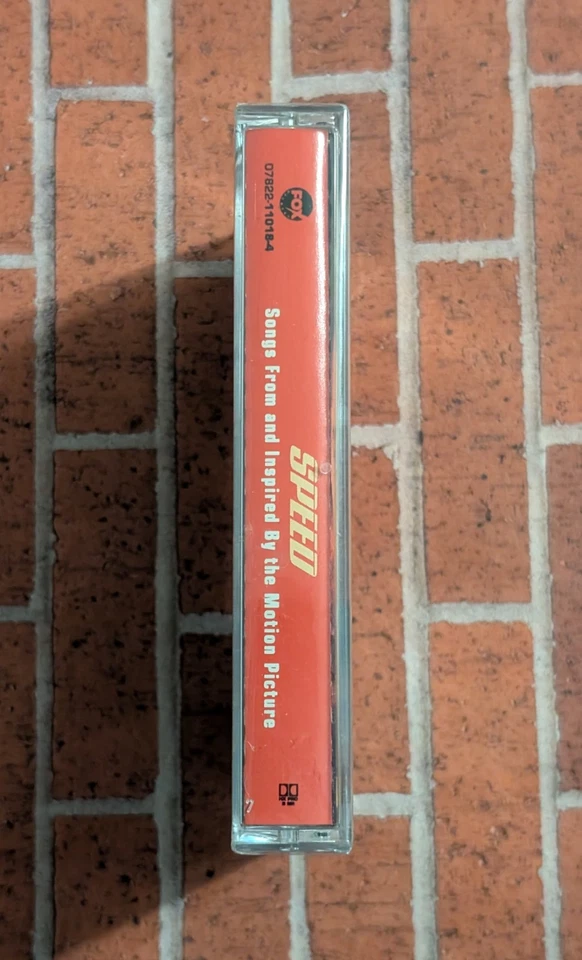 FOX
07822-11018-4
SPEED
Songs From and Inspired By the Motion Picture